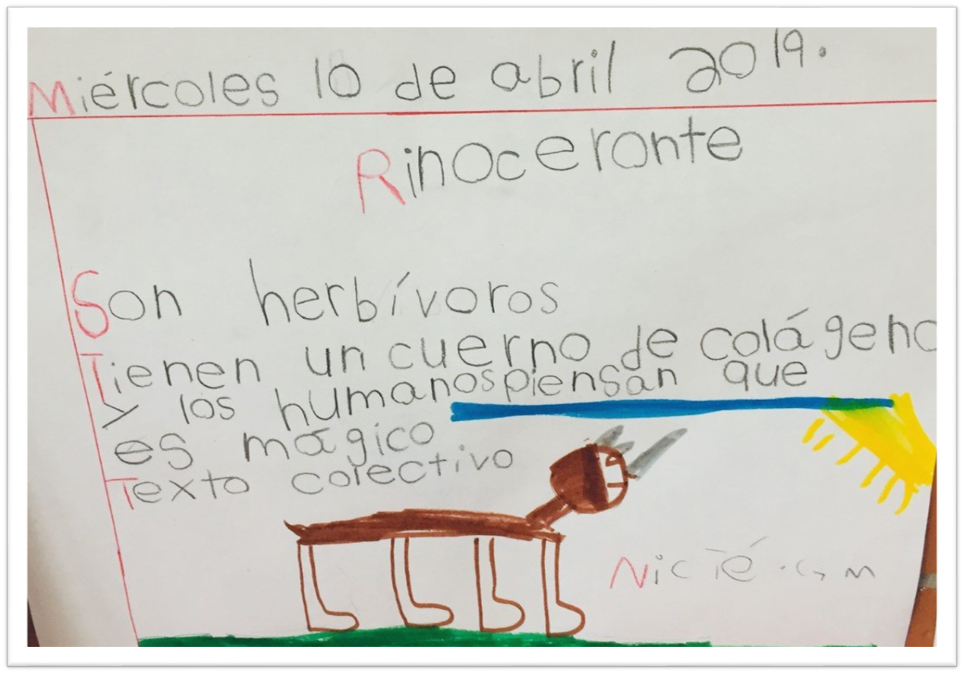 Miércoles 10 de abril 2019.
Rinoceronte
Son herbívoros
Tienen un cuerno de colágeno
y los humanos piensan que
es mágico
Texto colectivo
Nicté